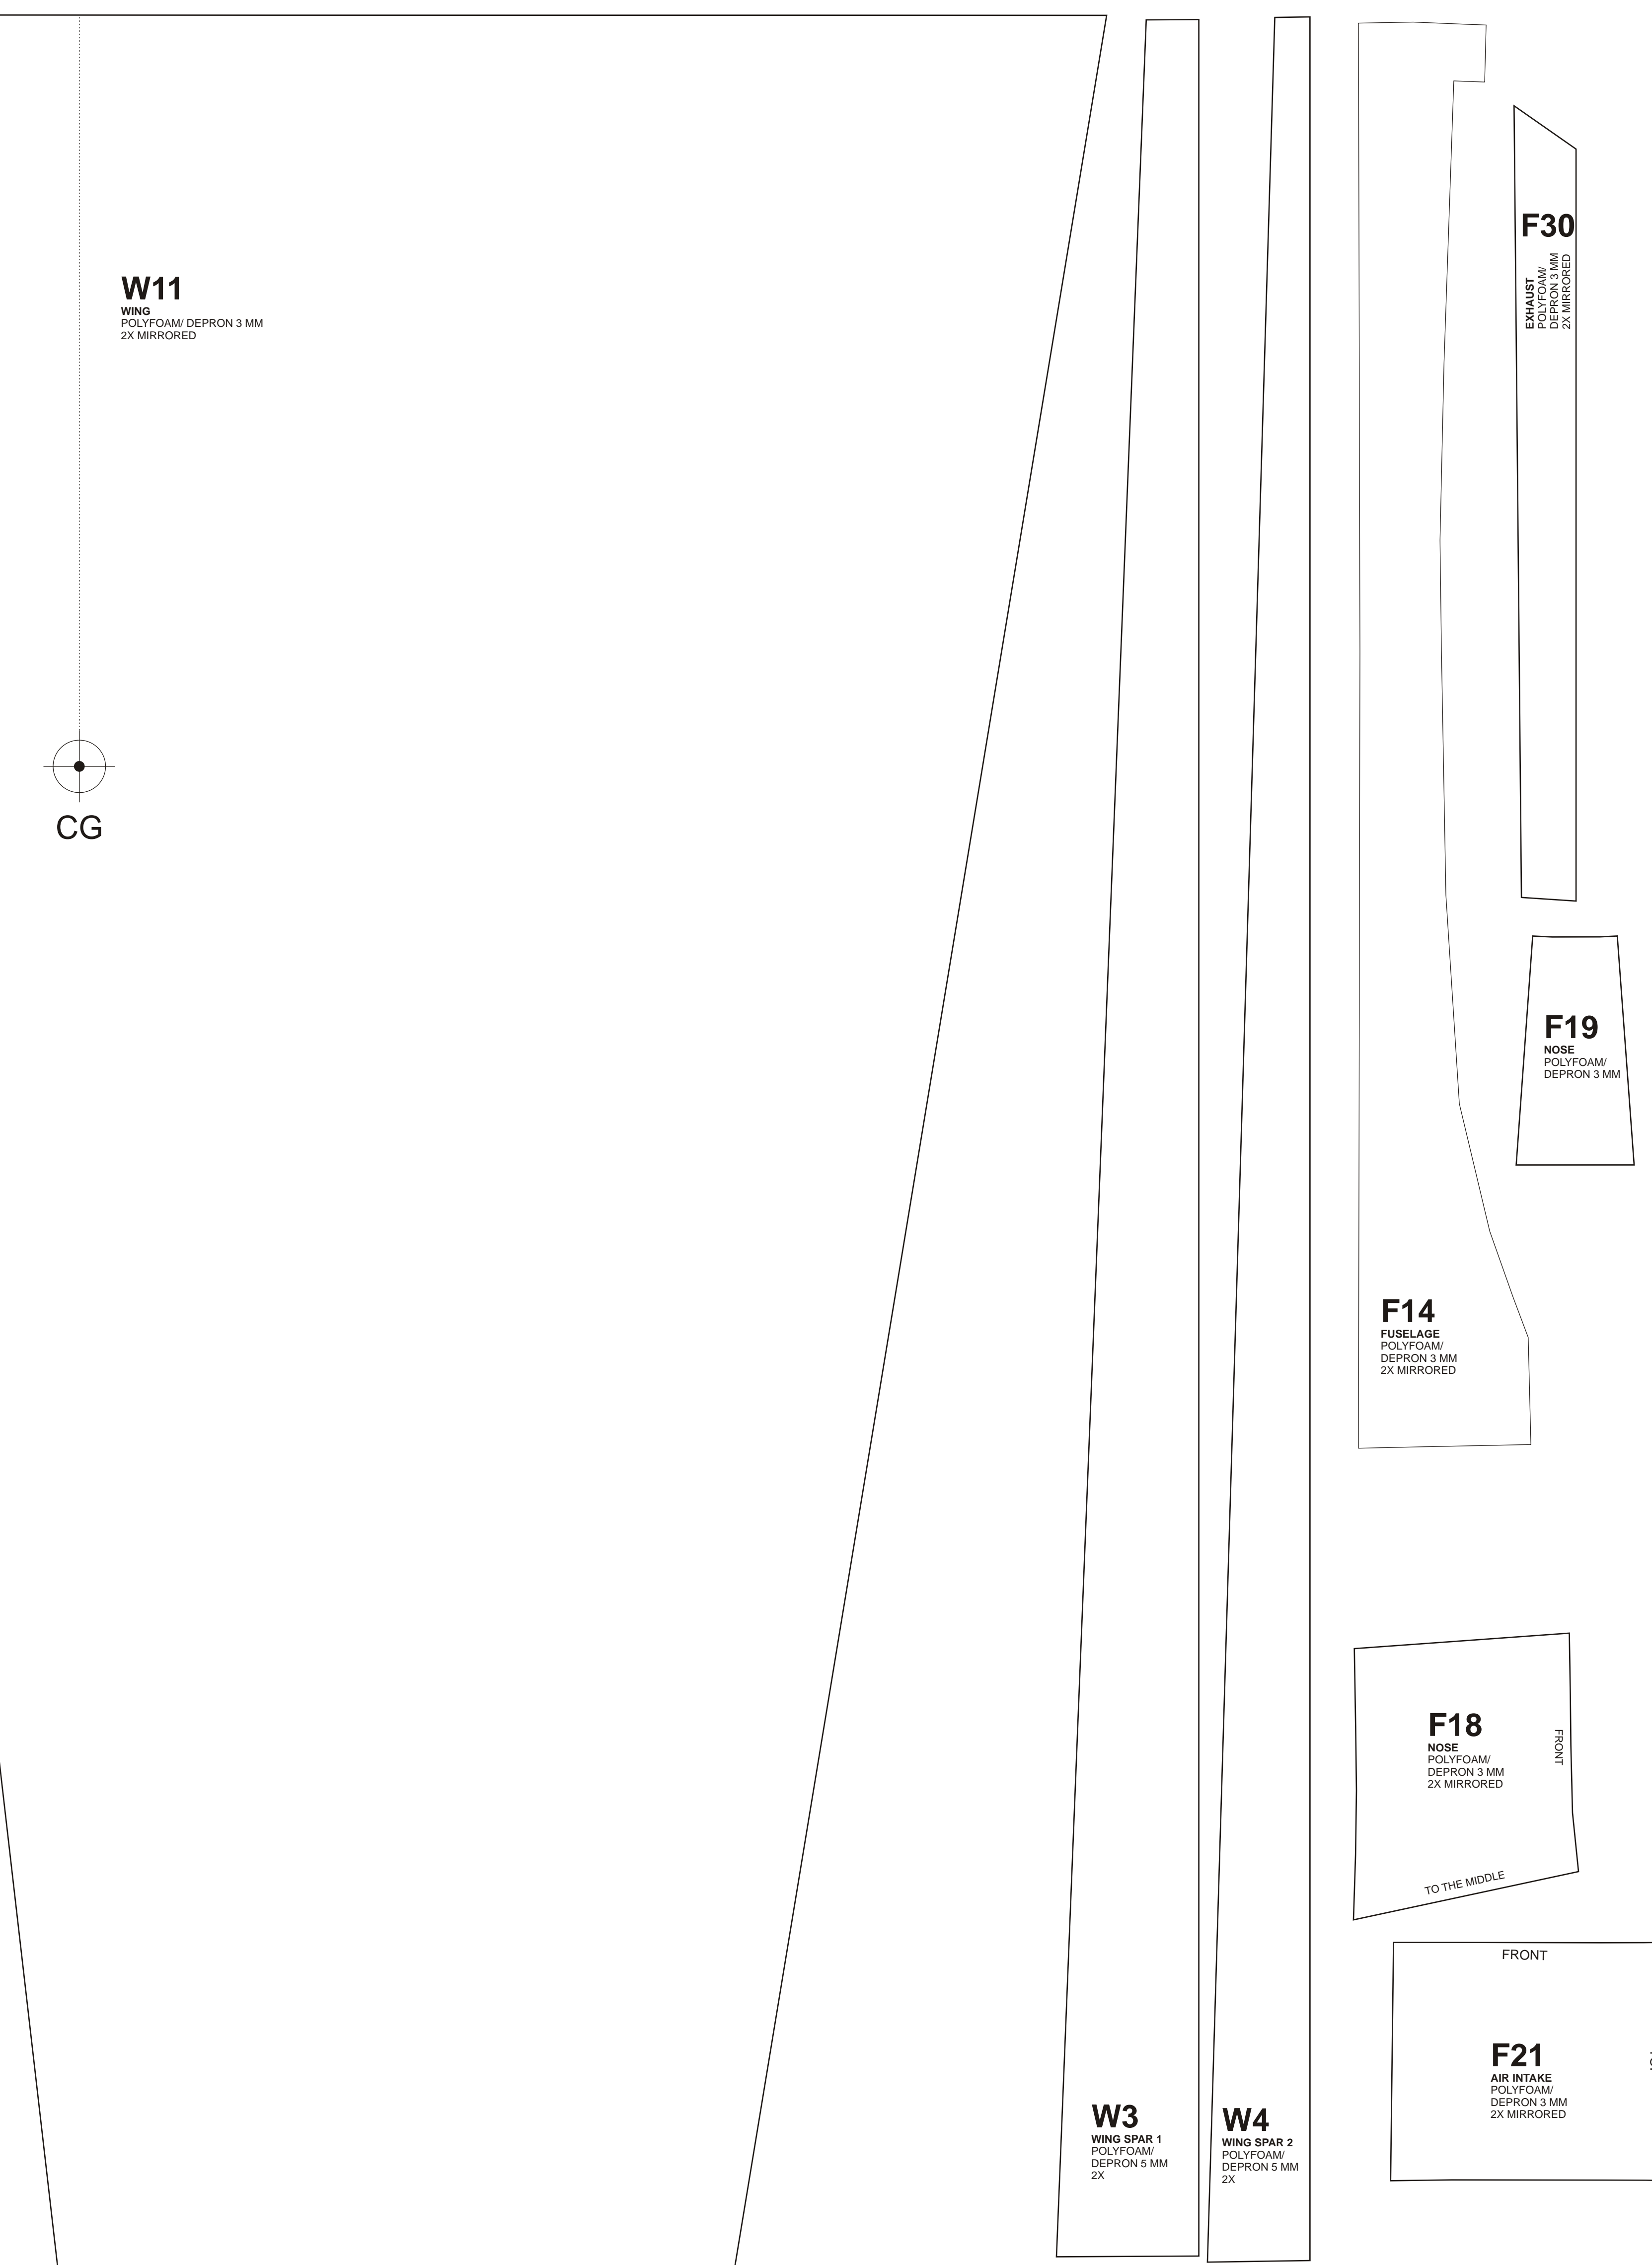 W11
WING
POLYFOAM/ DEPRON 3 MM
2X MIRRORED
CG
F30
EXHAUST
POLYFOAM/
DEPRON 3 MM
2X MIRRORED
F19
NOSE
POLYFOAM/
DEPRON 3 MM
F14
FUSELAGE
POLYFOAM/
DEPRON 3 MM
2X MIRRORED
F18
NOSE
POLYFOAM/
DEPRON 3 MM
2X MIRRORED
FRONT
TO THE MIDDLE
FRONT
F21
AIR INTAKE
POLYFOAM/
DEPRON 3 MM
2X MIRRORED
W3
WING SPAR 1
POLYFOAM/
DEPRON 5 MM
2X
W4
WING SPAR 2
POLYFOAM/
DEPRON 5 MM
2X